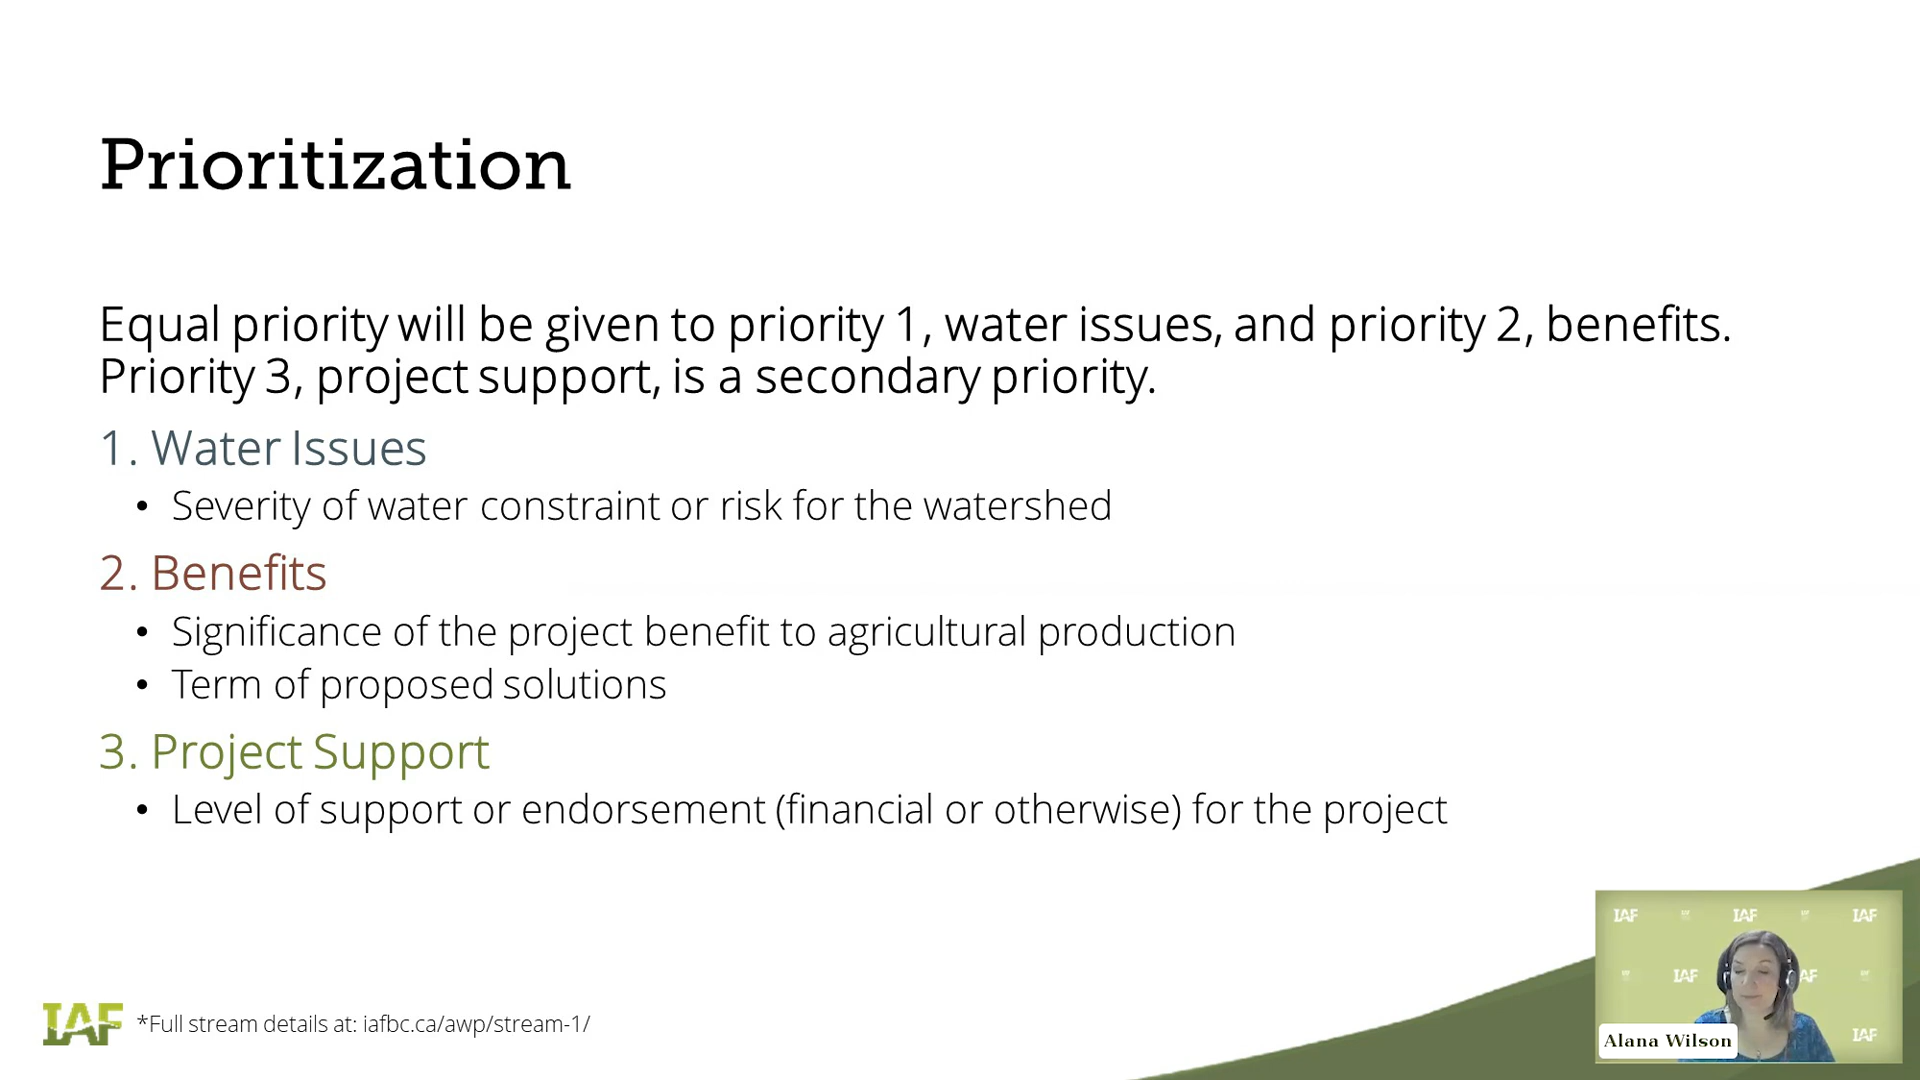 Prioritization
Equal priority will be given to priority 1, water issues, and priority 2, benefits.
Priority 3, project support, is a secondary priority.
1. Water Issues
• Severity of water constraint or risk for the watershed
2. Benefits
• Significance of the project benefit to agricultural production
• Term of proposed solutions
3. Project Support
• Level of support or endorsement (financial or otherwise) for the project
IAF
*Full stream details at: iafbc.ca/awp/stream-1/
IAF IAF IAF
IAF AF
IAF
Alana Wilson